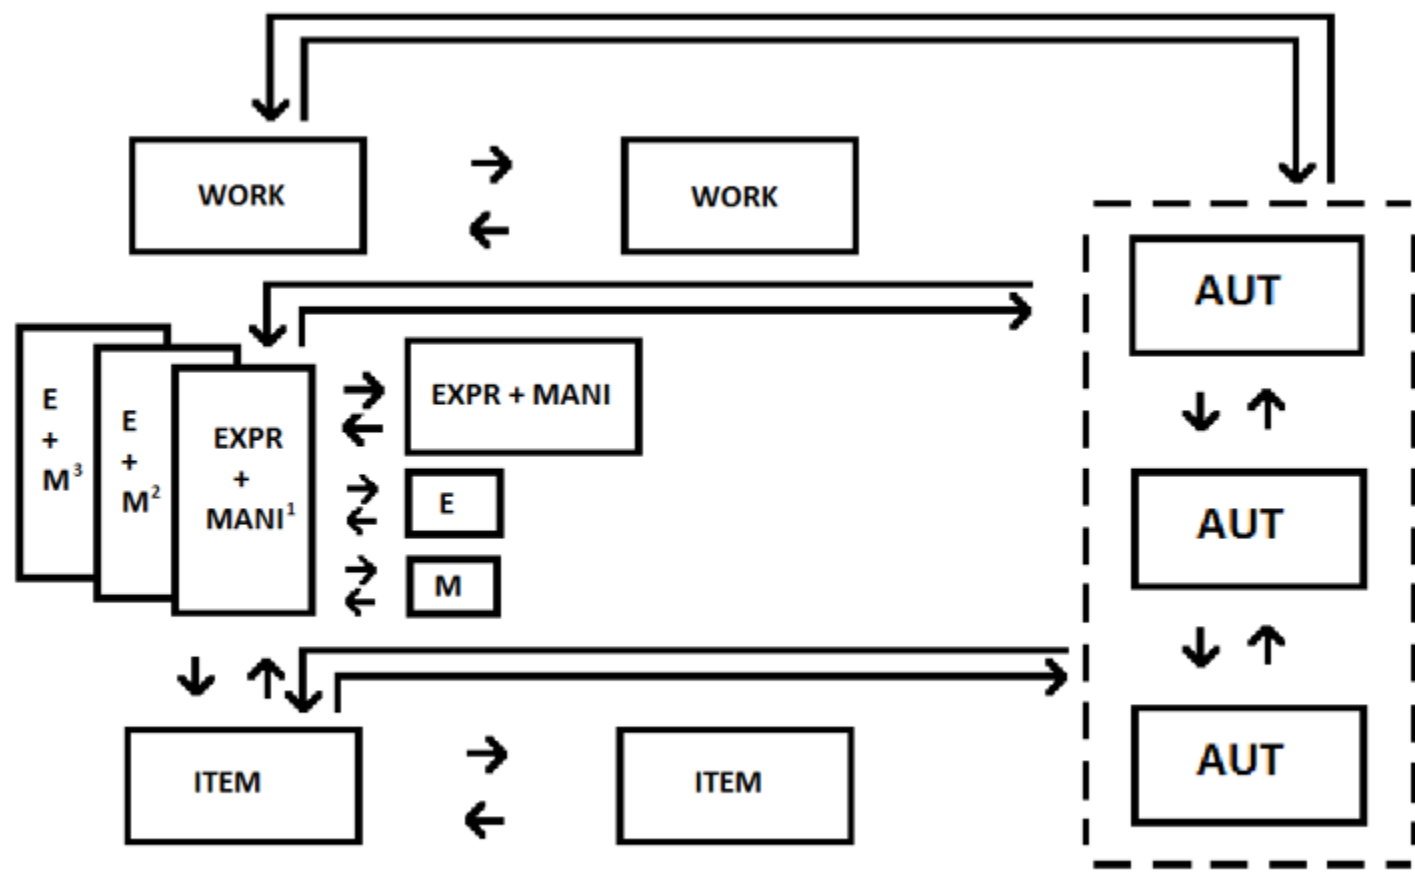 WORK
WORK
AUT
E
+
M³
E
+
M²
EXPR
+
MANI¹
EXPR + MANI
E
M
AUT
ITEM
ITEM
AUT